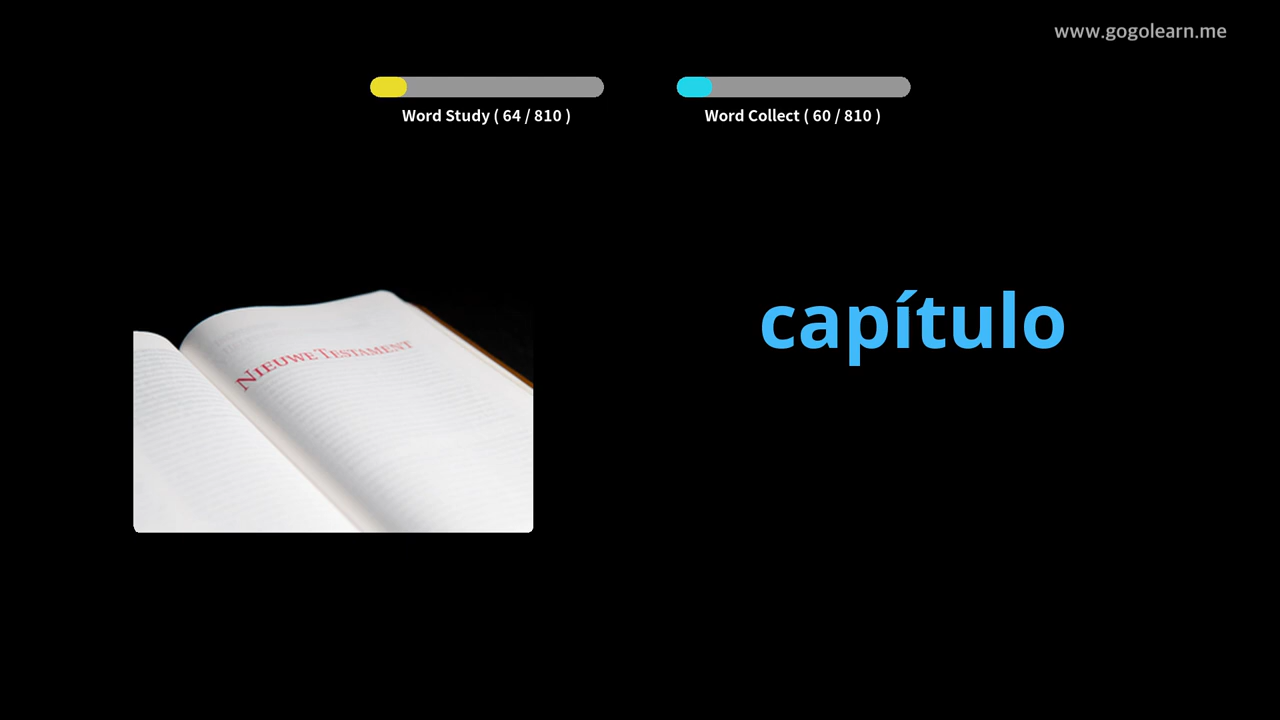 www.gogolearn.me
Word Study ( 64 / 810 )
Word Collect ( 60 / 810 )
capítulo
NIEUWE TESTAMENT